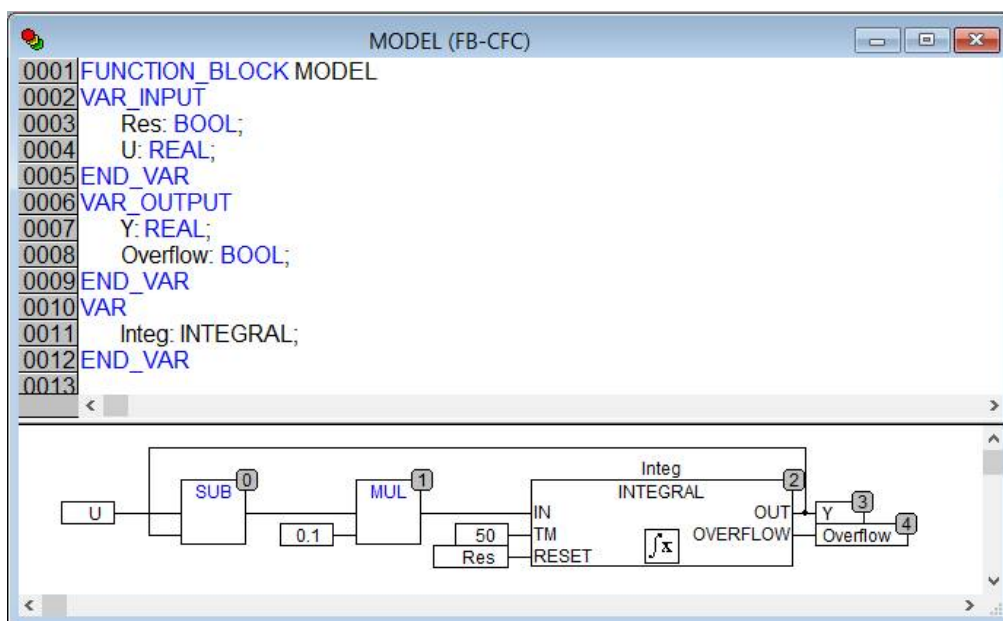 MODEL (FB-CFC)
0001 FUNCTION_BLOCK MODEL
0002 VAR_INPUT
0003 Res: BOOL;
0004 U: REAL;
0005 END_VAR
0006 VAR_OUTPUT
0007 Y: REAL;
0008 Overflow: BOOL;
0009 END_VAR
0010 VAR
0011 Integ: INTEGRAL;
0012 END_VAR
0013
U
SUB 0
0.1
MUL 1
Integ
INTEGRAL 2
IN OUT
50 TM OVERFLOW
Res RESET
∫x
Y 3
Overflow 4